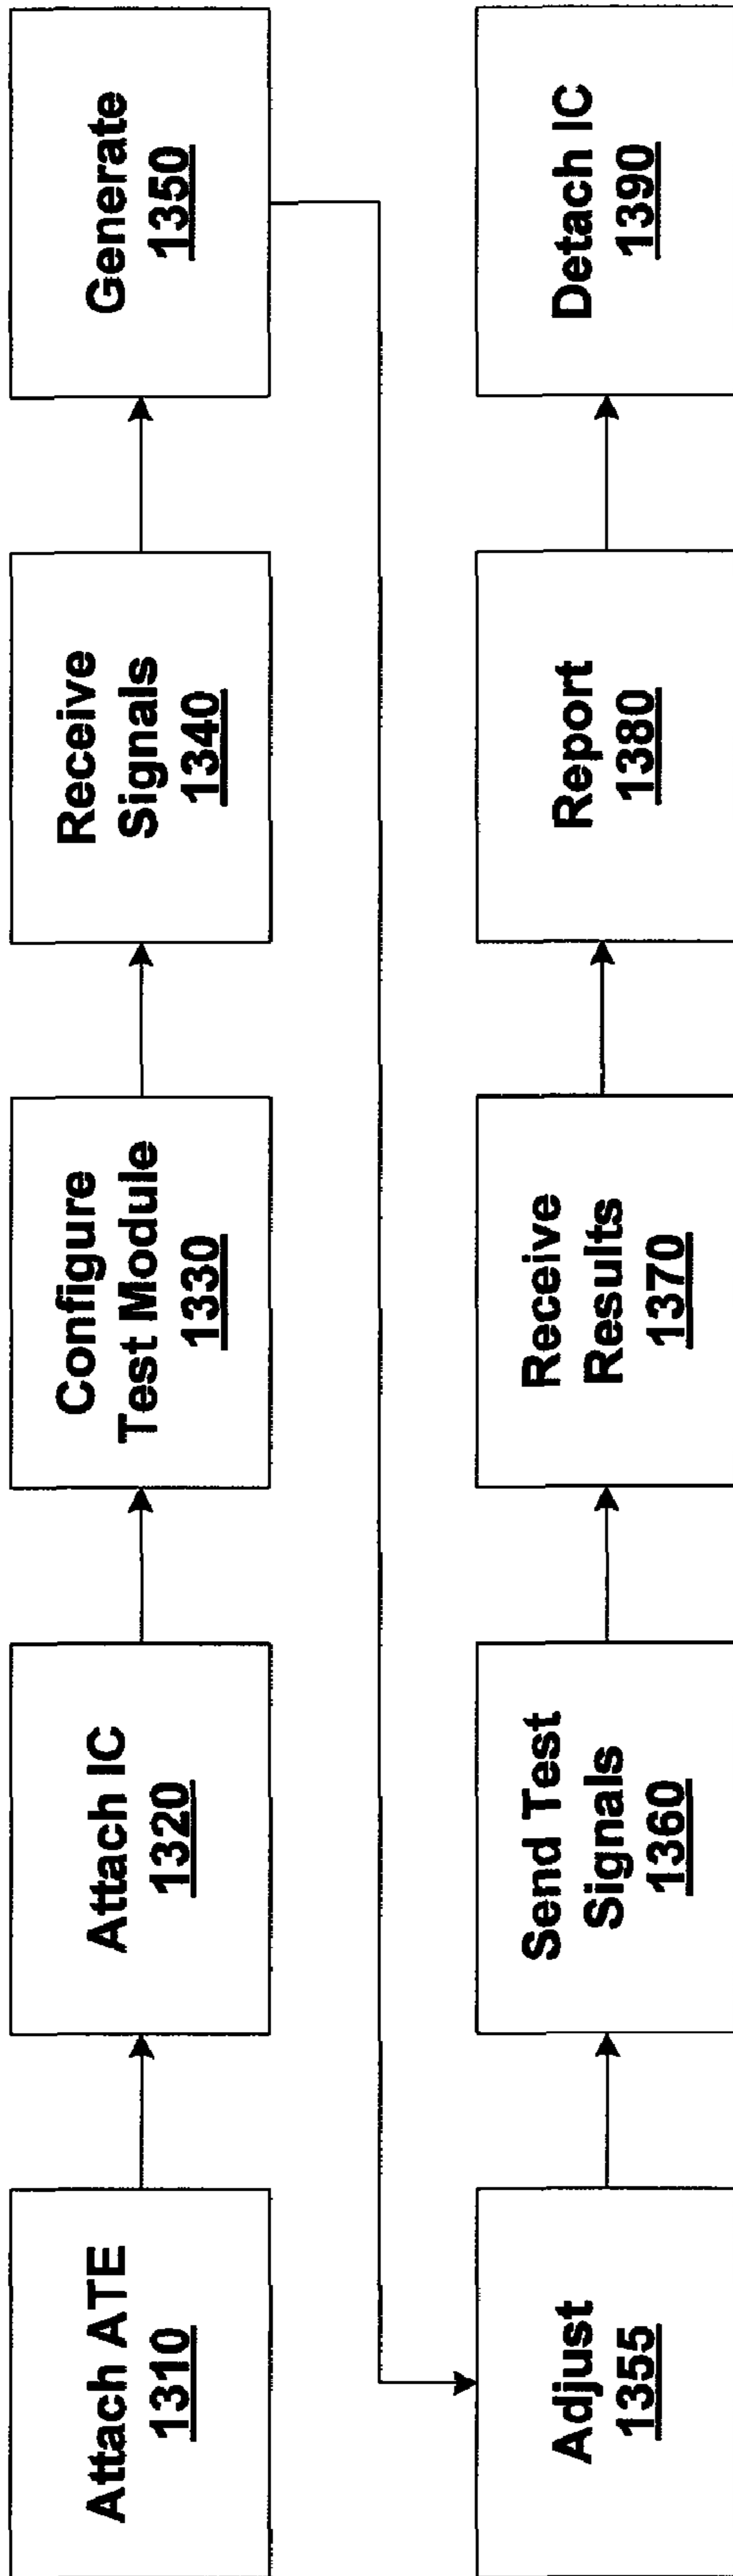 Attach ATE
1310
Attach IC
1320
Configure
Test Module
1330
Receive
Signals
1340
Generate
1350
Adjust
1355
Send Test
Signals
1360
Receive
Results
1370
Report
1380
Detach IC
1390